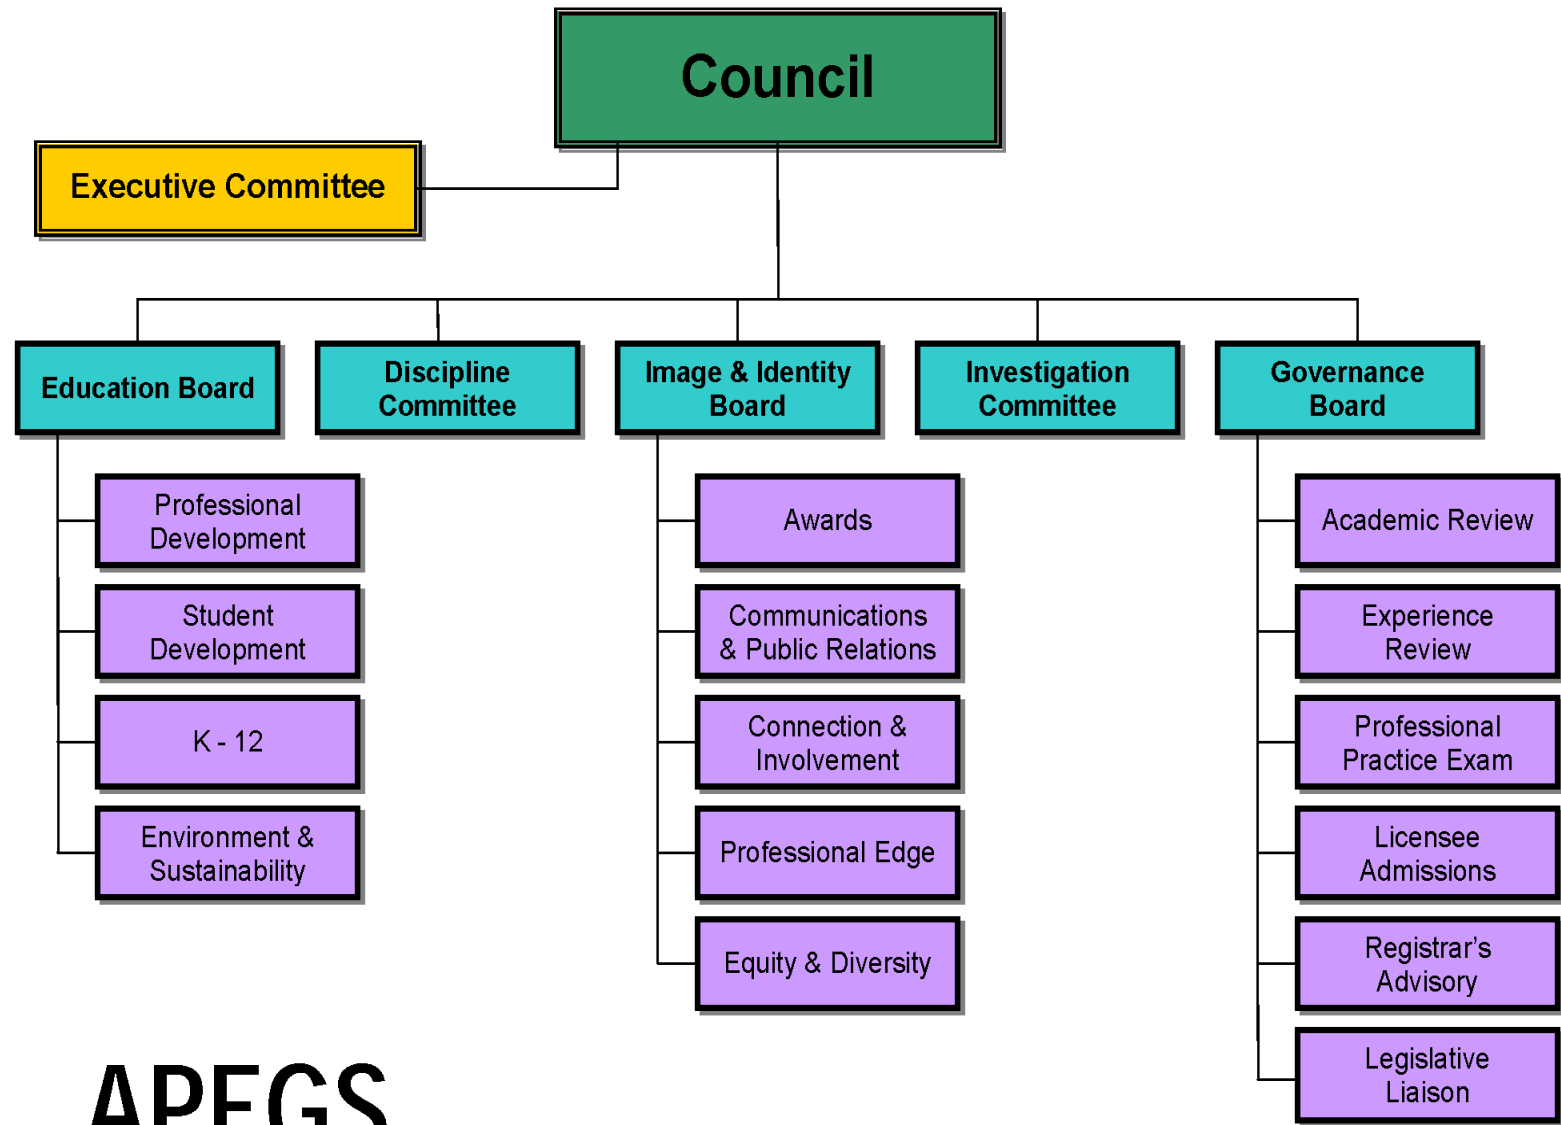 Council
Executive Committee
Education Board
Discipline
Committee
Image & Identity
Board
Investigation
Committee
Governance
Board
Professional
Development
Student
Development
K - 12
Environment &
Sustainability
Awards
Communications
& Public Relations
Connection &
Involvement
Professional Edge
Equity & Diversity
Academic Review
Experience
Review
Professional
Practice Exam
Licensee
Admissions
Registrar’s
Advisory
Legislative
Liaison
APEGS